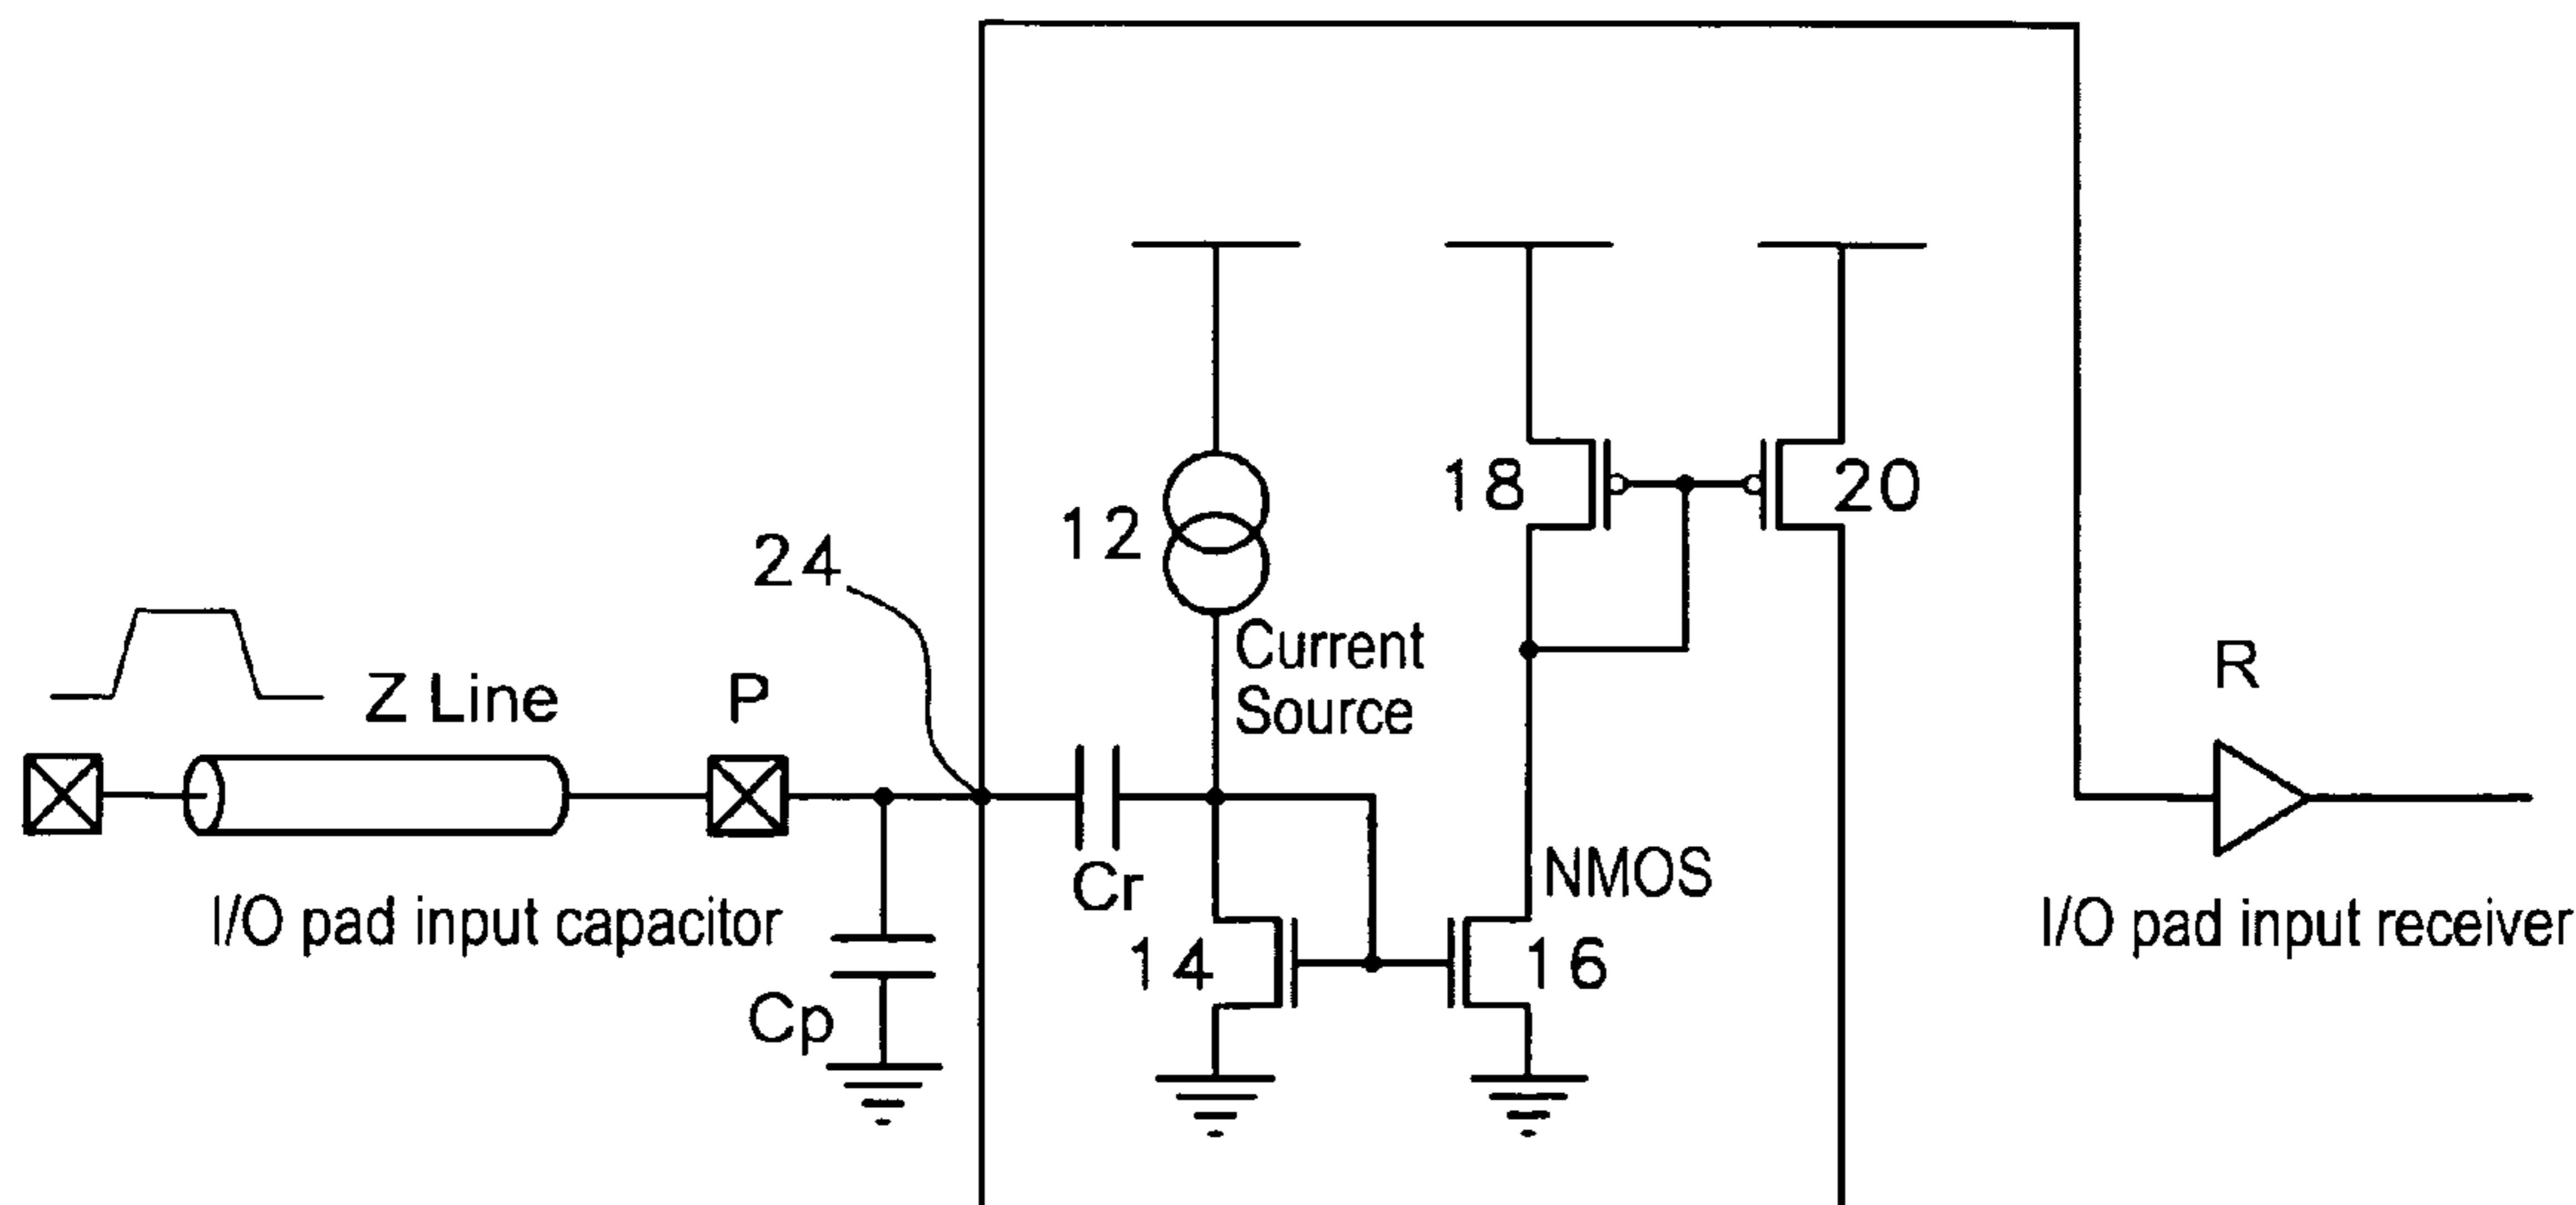 18
20
12
24
Current
Source
Z Line
P
R
Cr
NMOS
I/O pad input capacitor
I/O pad input receiver
14
16
Cp